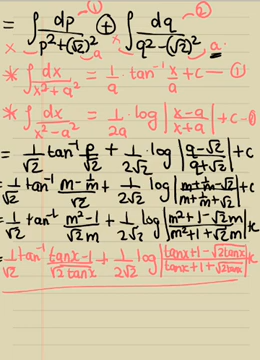 ①
②
= ∫ dp/(p²+(√2)²) ⊕ ∫ dq/(q²-(√2)²)
x a x a
* ∫ dx/(x²+a²) = 1/a tan⁻¹ x/a + c - ①
* ∫ dx/(x²-a²) = 1/2a · log |(x-a)/(x+a)| + c - ②
= 1/√2 tan⁻¹ p/√2 + 1/2√2 log |(q-√2)/(q+√2)| + c
= 1/√2 tan⁻¹ (m-1/m)/√2 + 1/2√2 log |(m+1/m-√2)/(m+1/m+√2)| + c
= 1/√2 tan⁻¹ (m²-1)/√2m + 1/2√2 log |(m²+1-√2m)/(m²+1+√2m)| + c
= 1/√2 tan⁻¹ (tanx-1)/√2tanx + 1/2√2 log |(tanx+1-√2tanx)/(tanx+1+√2tanx)| + c